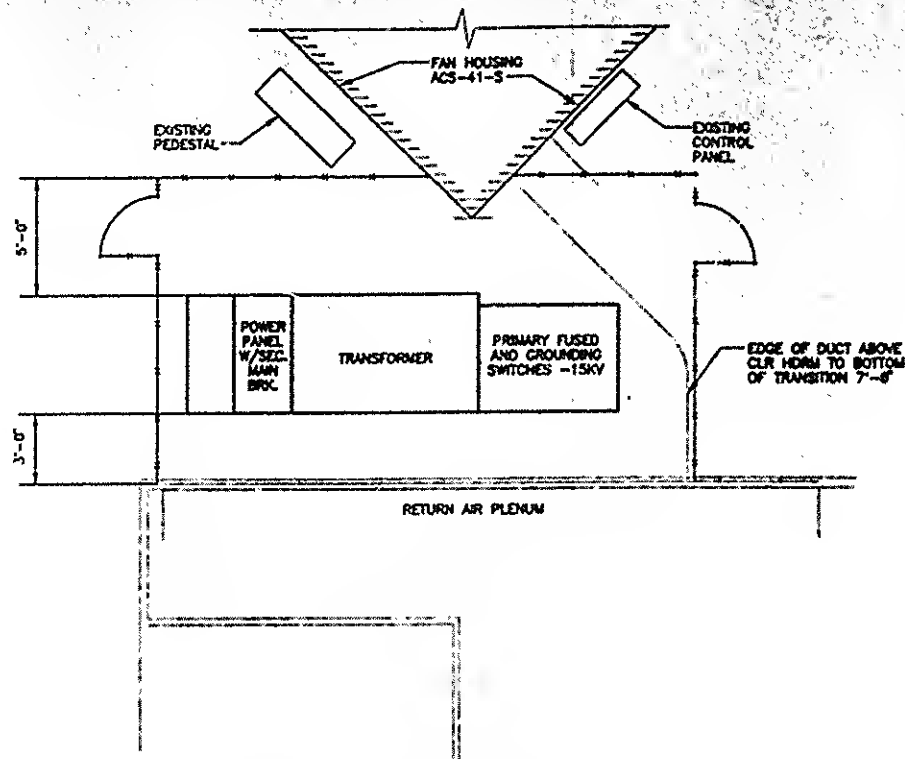 FAN HOUSING
ACS-41-S
EXISTING
PEDESTAL
EXISTING
CONTROL
PANEL
5'-0"
POWER
PANEL
W/SEC.
MAIN
BRK.
TRANSFORMER
PRIMARY FUSED
AND GROUNDING
SWITCHES -15KV
EDGE OF DUCT ABOVE
CLR HDRM TO BOTTOM
OF TRANSITION 7'-6"
3'-0"
RETURN AIR PLENUM